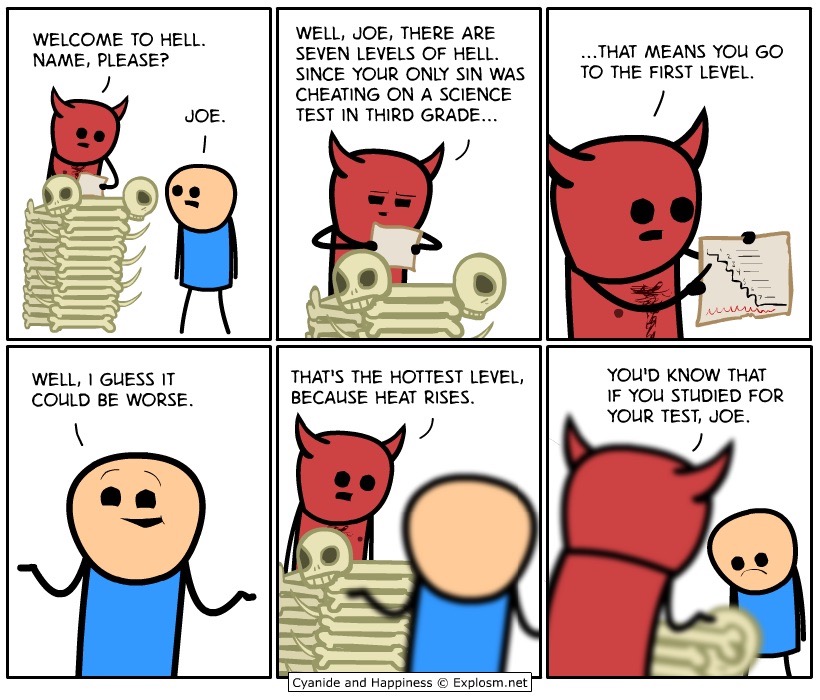 WELCOME TO HELL.
NAME, PLEASE?
JOE.
WELL, JOE, THERE ARE
SEVEN LEVELS OF HELL.
SINCE YOUR ONLY SIN WAS
CHEATING ON A SCIENCE
TEST IN THIRD GRADE...
...THAT MEANS YOU GO
TO THE FIRST LEVEL.
WELL, I GUESS IT
COULD BE WORSE.
THAT'S THE HOTTEST LEVEL,
BECAUSE HEAT RISES.
YOU'D KNOW THAT
IF YOU STUDIED FOR
YOUR TEST, JOE.
Cyanide and Happiness © Explosm.net